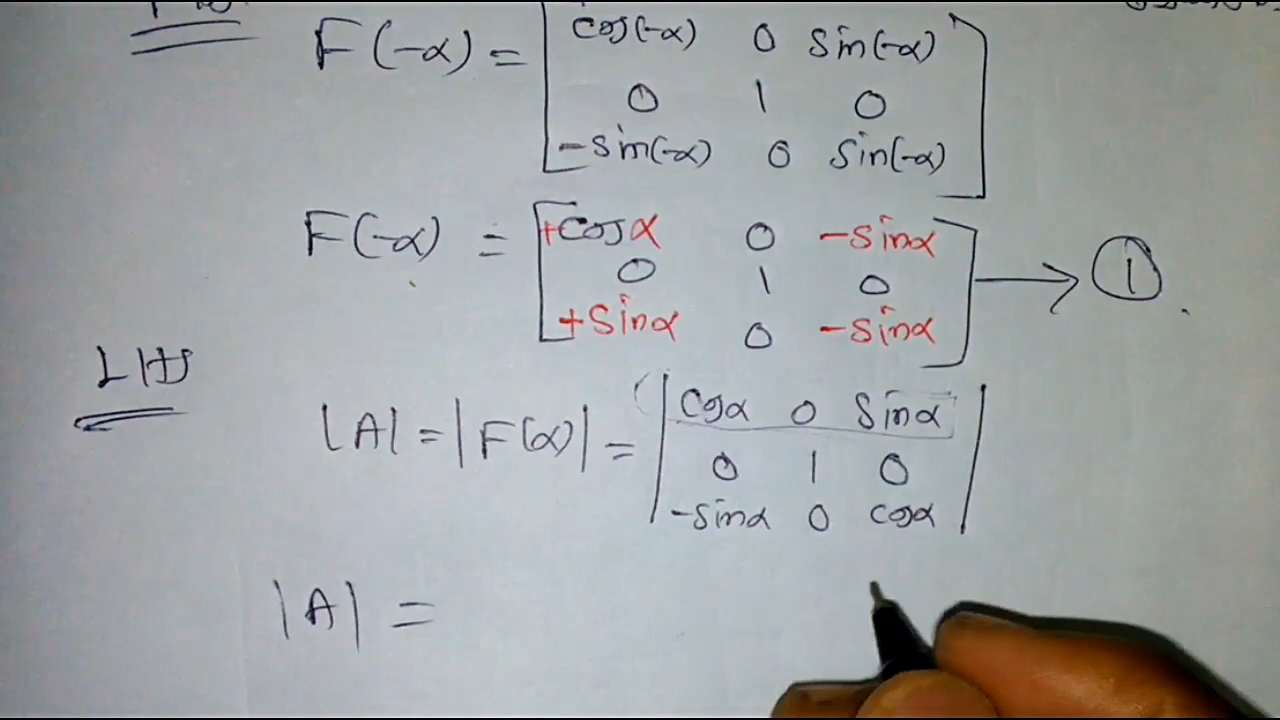 F(-α) = [cos(-α) 0 sin(-α)
0 1 0
-sin(-α) 0 sin(-α)]
F(-α) = [+cosα 0 -sinα
0 1 0
+sinα 0 -sinα] → ①
LHS
|A| = |F(α)| = |cosα 0 sinα
0 1 0
-sinα 0 cosα|
|A| =